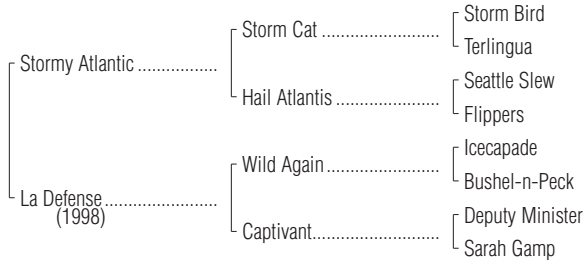 Storm Bird
Storm Cat ........................
Terlingua
Stormy Atlantic ................
Seattle Slew
Hail Atlantis .....................
Flippers
Icecapade
Wild Again .......................
Bushel-n-Peck
La Defense .......................
(1998)
Deputy Minister
Captivant..........................
Sarah Gamp